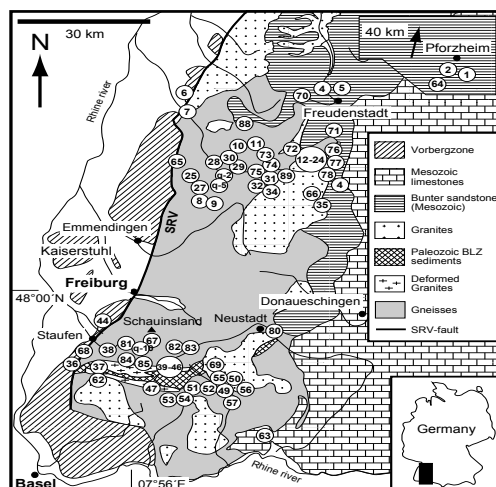 30 km
40 km
N
Pforzheim
2
1
64
6
7
4
5
70
Freudenstadt
Rhine river
88
71
10
11
72
76
28
30
73
12-24
65
29
74
77
25
q-2
75
31
89
78
27
q-5
32
4
34
66
8
9
35
Emmendingen
SRV
Kaiserstuhl
Freiburg
48°00´N
Donaueschingen
44
Schauinsland
Neustadt
Staufen
80
81
67
68
38
82
83
36
37
84
85
39-46
69
62
55
50
47
51
52
49
56
53
54
57
63
Rhine river
Basel
07°56´E
Vorbergzone
Mesozoic
limestones
Bunter sandstone
(Mesozoic)
Granites
Paleozoic BLZ
sediments
Deformed
Granites
Gneisses
SRV-fault
Germany